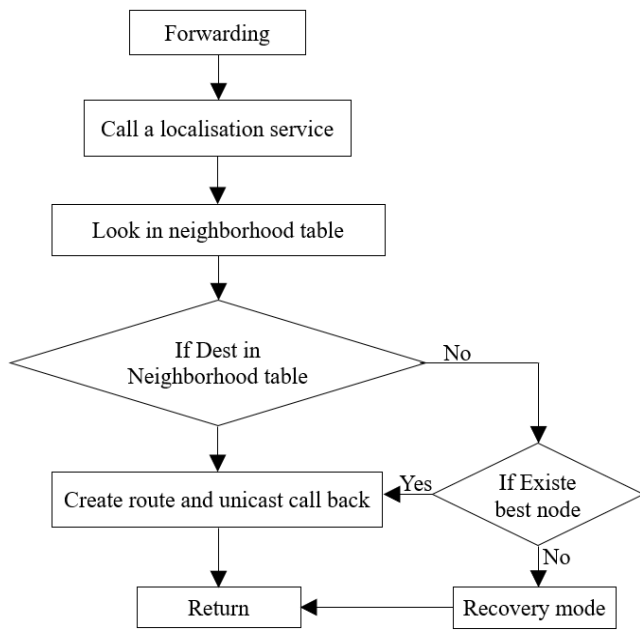 Forwarding
Call a localisation service
Look in neighborhood table
If Dest in
Neighborhood table
No
Create route and unicast call back
Yes
If Existe
best node
No
Return
Recovery mode